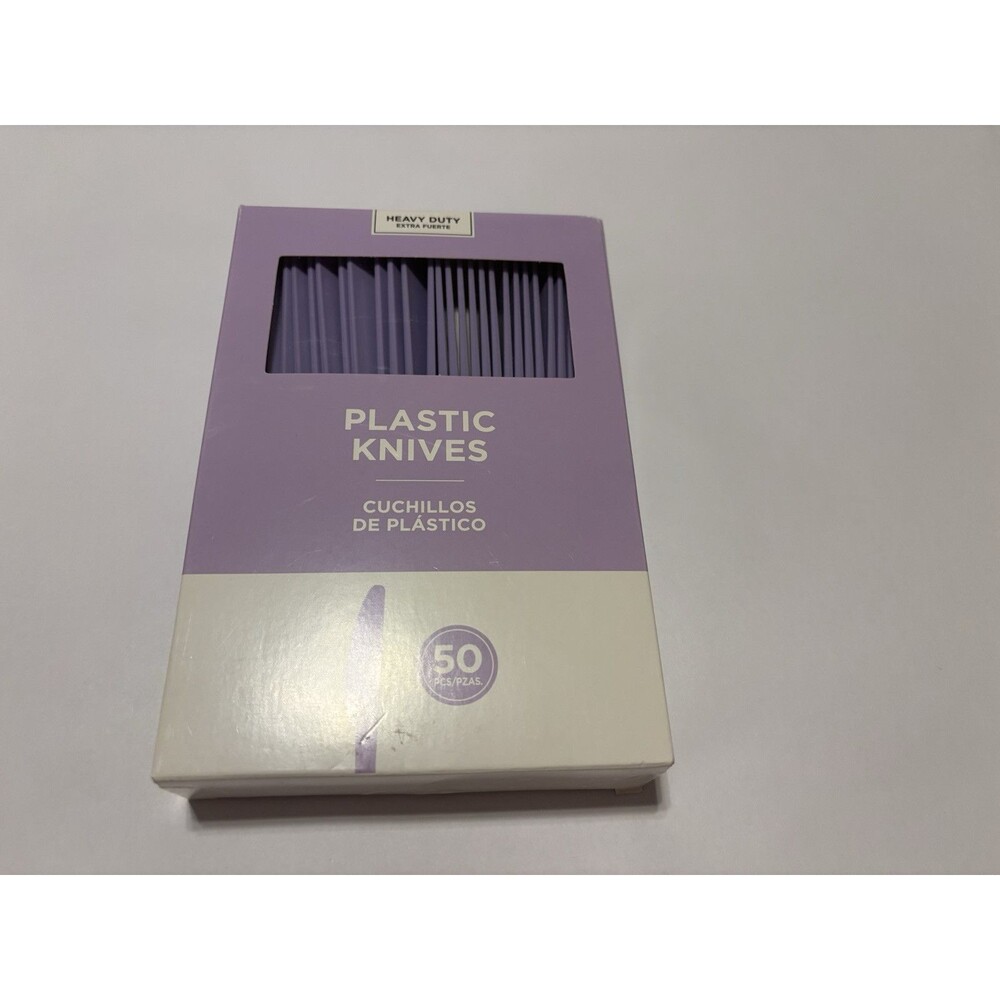 HEAVY DUTY
EXTRA FUERTE
PLASTIC
KNIVES
CUCHILLOS
DE PLÁSTICO
50
PCS/PZAS.